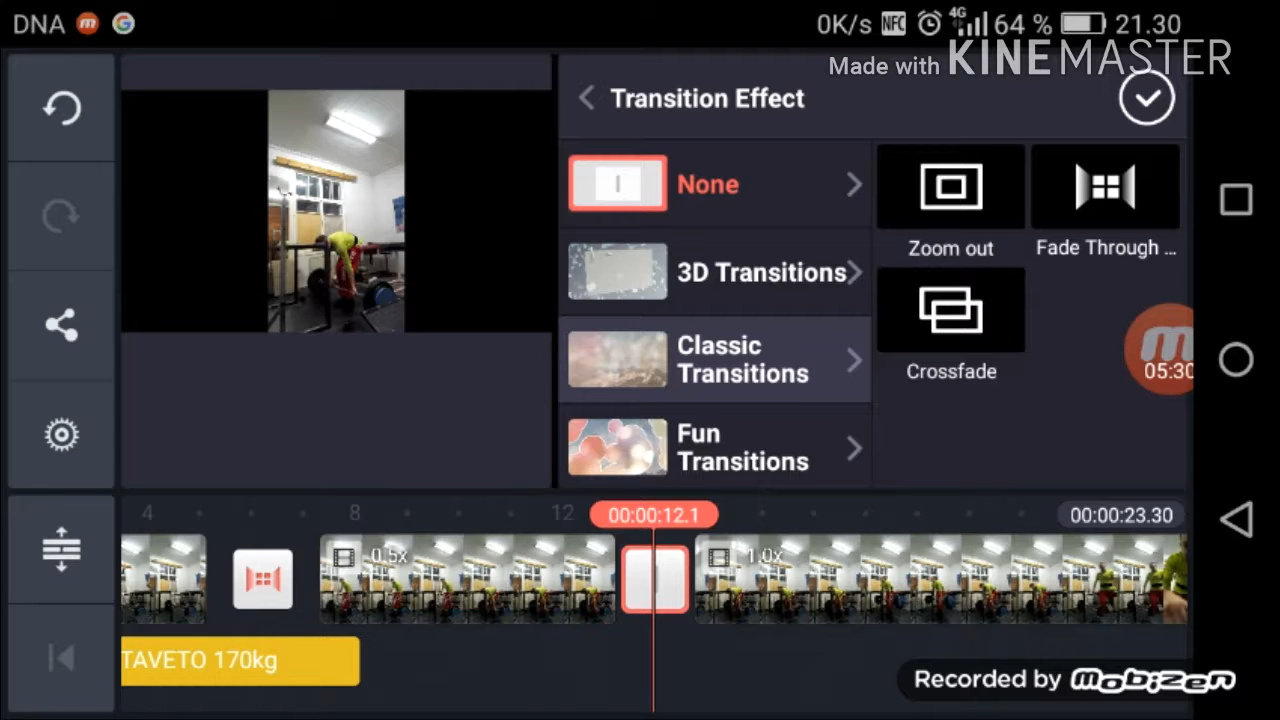 DNA
0K/s NFC 4G 64 % 21.30
Made with KINEMASTER
Transition Effect
None
3D Transitions
Classic
Transitions
Fun
Transitions
Zoom out
Fade Through ...
Crossfade
m
05:30
4
8
12
00:00:12.1
00:00:23.30
0.5x
1.0x
TAVETO 170kg
Recorded by mobizen